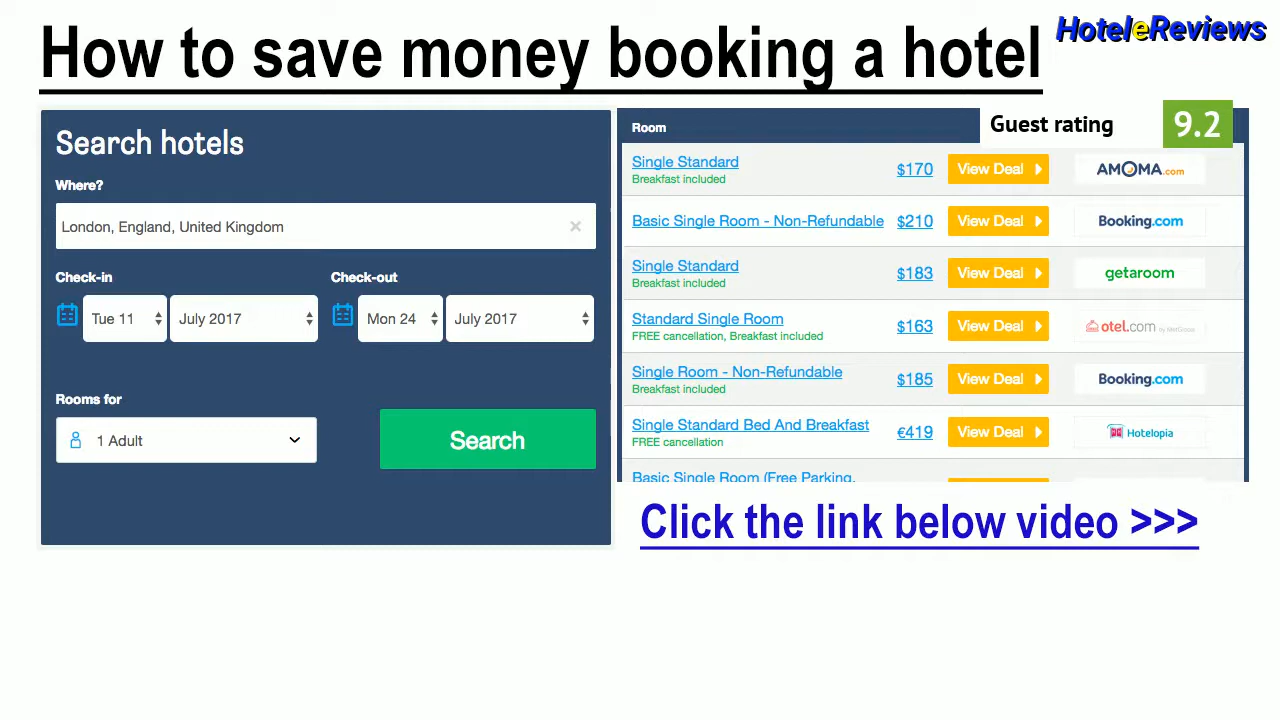 How to save money booking a hotel
HoteleReviews
Search hotels
Where?
London, England, United Kingdom
Check-in
Check-out
Tue 11
July 2017
Mon 24
July 2017
Rooms for
1 Adult
Search
Room
Guest rating
9.2
Single Standard
Breakfast included
$170
View Deal
AMOMA.com
Basic Single Room - Non-Refundable
$210
View Deal
Booking.com
Single Standard
Breakfast included
$183
View Deal
getaroom
Standard Single Room
FREE cancellation, Breakfast included
$163
View Deal
otel.com by MetGlobal
Single Room - Non-Refundable
Breakfast included
$185
View Deal
Booking.com
Single Standard Bed And Breakfast
FREE cancellation
€419
View Deal
Hotelopia
Basic Single Room (Free Parking,
Click the link below video >>>